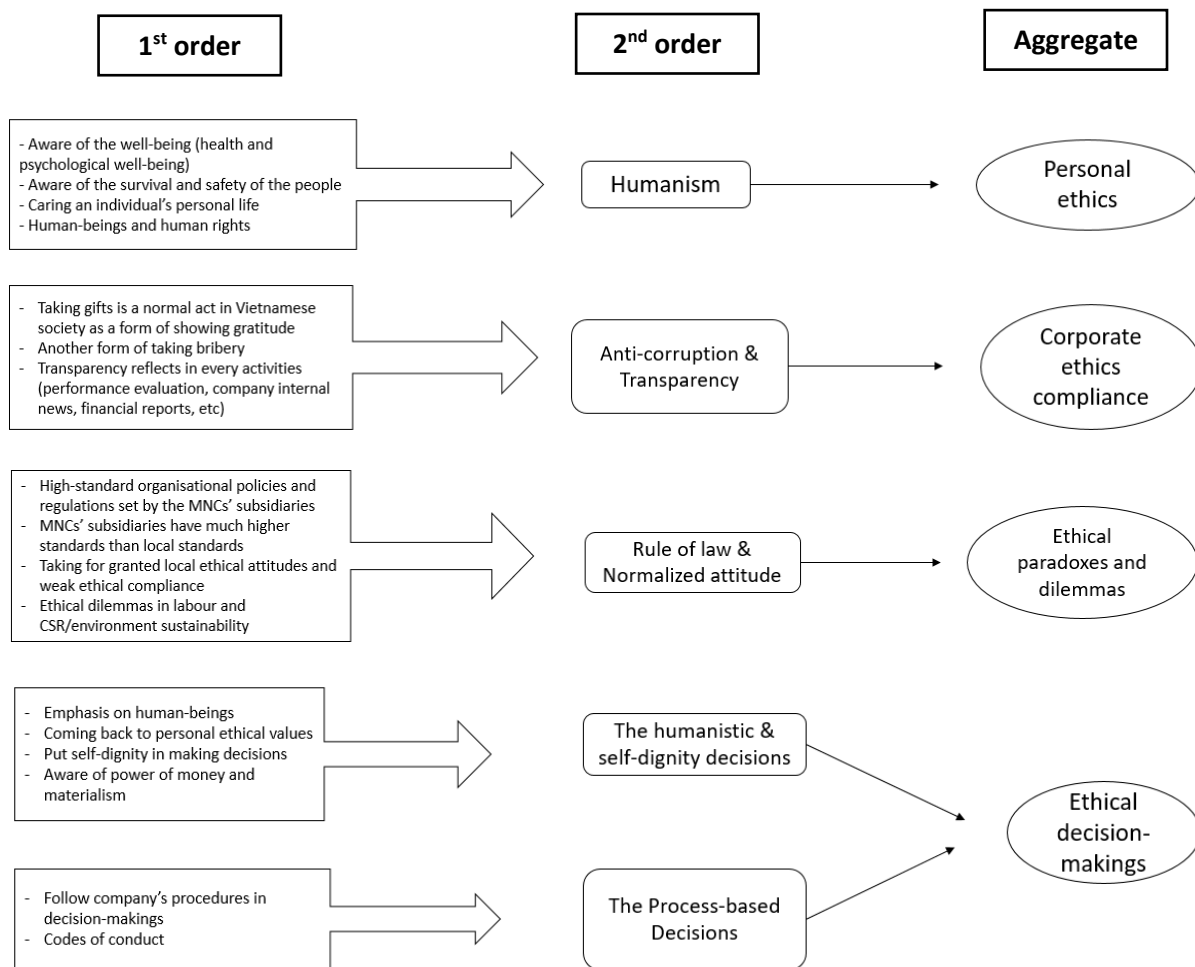 1st order
2nd order
Aggregate
- Aware of the well-being (health and
psychological well-being)
- Aware of the survival and safety of the people
- Caring an individual's personal life
- Human-beings and human rights
Humanism
Personal
ethics
- Taking gifts is a normal act in Vietnamese
society as a form of showing gratitude
- Another form of taking bribery
- Transparency reflects in every activities
(performance evaluation, company internal
news, financial reports, etc)
Anti-corruption &
Transparency
Corporate
ethics
compliance
- High-standard organisational policies and
regulations set by the MNCs' subsidiaries
- MNCs' subsidiaries have much higher
standards than local standards
- Taking for granted local ethical attitudes and
weak ethical compliance
- Ethical dilemmas in labour and
CSR/environment sustainability
Rule of law &
Normalized attitude
Ethical
paradoxes and
dilemmas
- Emphasis on human-beings
- Coming back to personal ethical values
- Put self-dignity in making decisions
- Aware of power of money and
materialism
The humanistic &
self-dignity decisions
Ethical
decision-
makings
- Follow company's procedures in
decision-makings
- Codes of conduct
The Process-based
Decisions